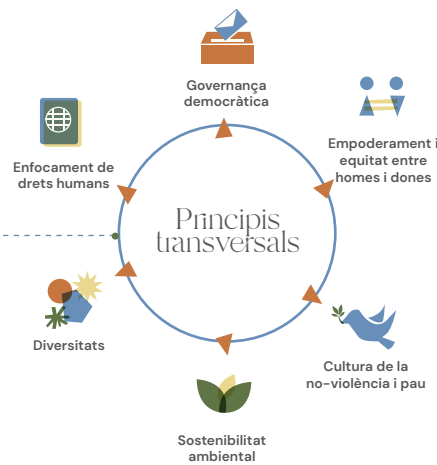 Governança
democràtica
Empoderament i
equitat entre
homes i dones
Enfocament de
drets humans
Principis
transversals
Diversitats
Cultura de la
no-violència i pau
Sostenibilitat
ambiental